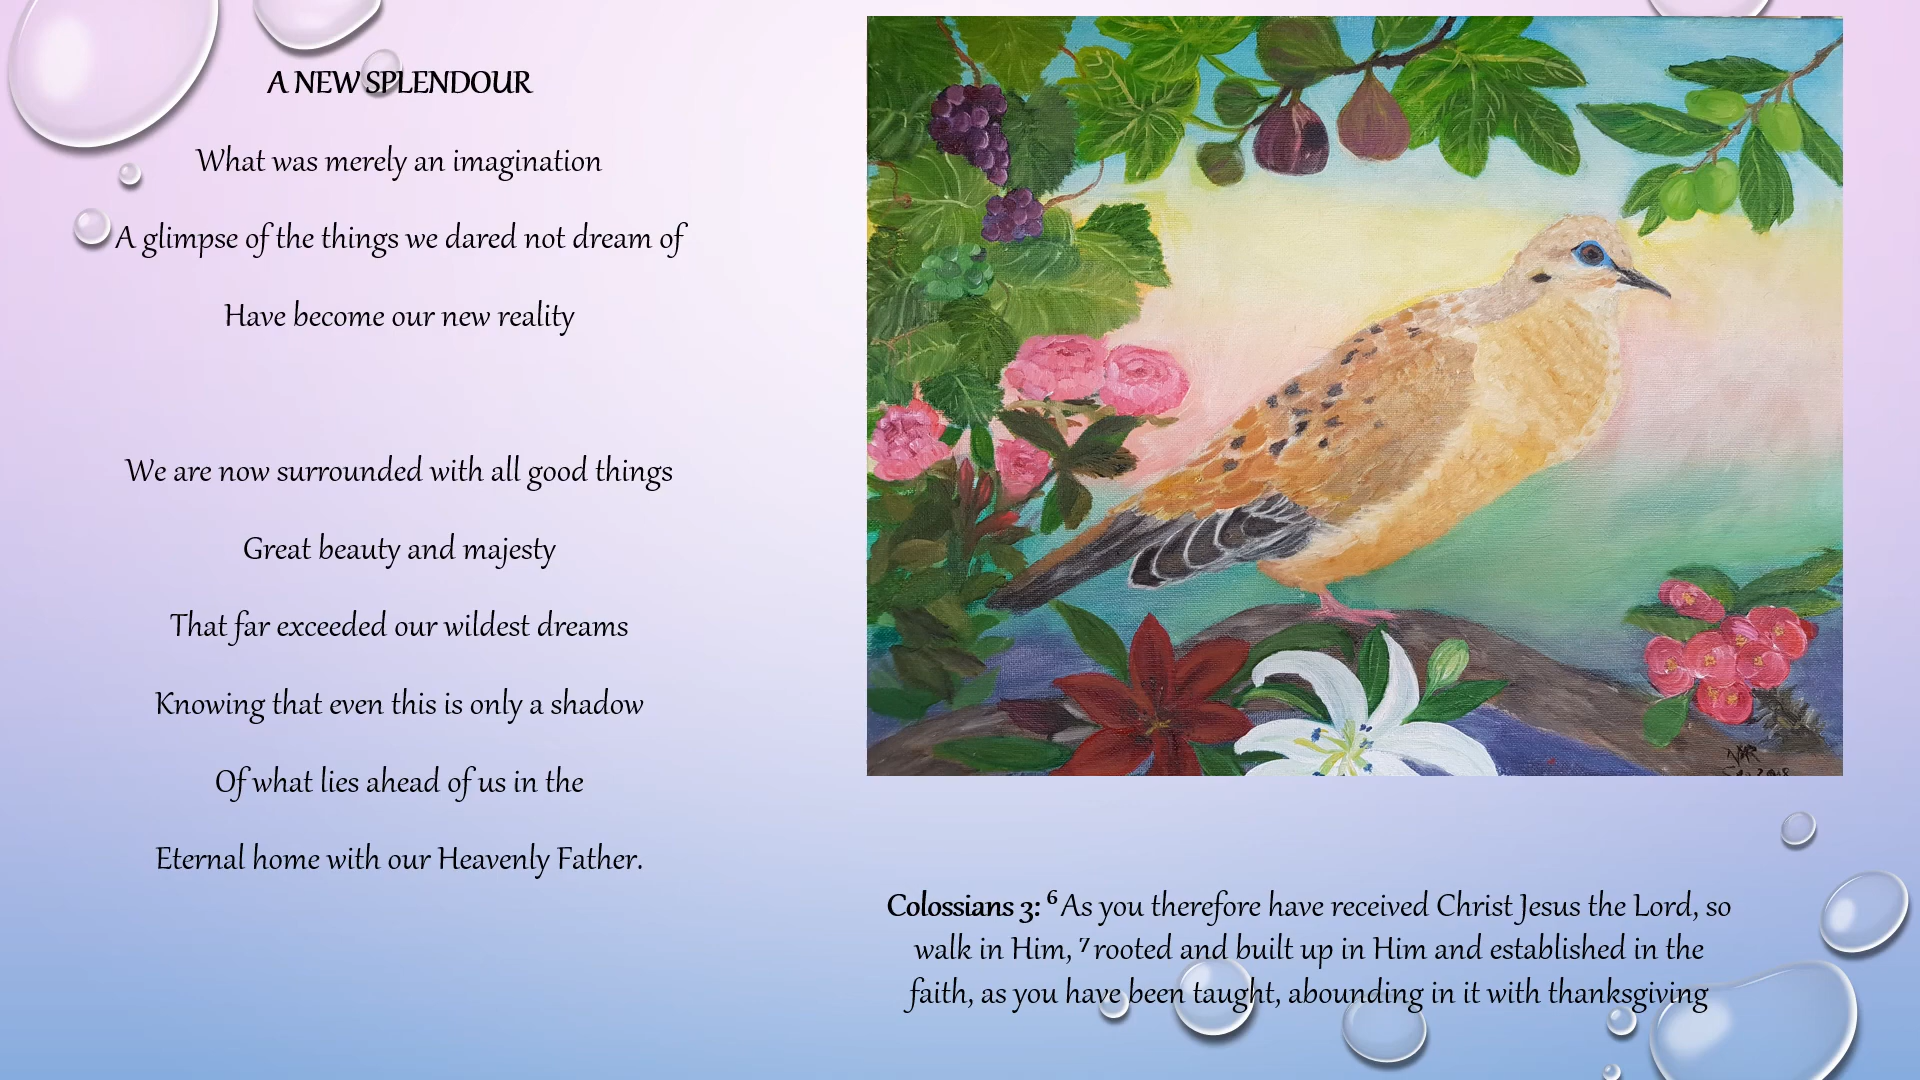 A NEW SPLENDOUR
What was merely an imagination
A glimpse of the things we dared not dream of
Have become our new reality
We are now surrounded with all good things
Great beauty and majesty
That far exceeded our wildest dreams
Knowing that even this is only a shadow
Of what lies ahead of us in the
Eternal home with our Heavenly Father.
Colossians 3: ⁶ As you therefore have received Christ Jesus the Lord, so
walk in Him, ⁷ rooted and built up in Him and established in the
faith, as you have been taught, abounding in it with thanksgiving